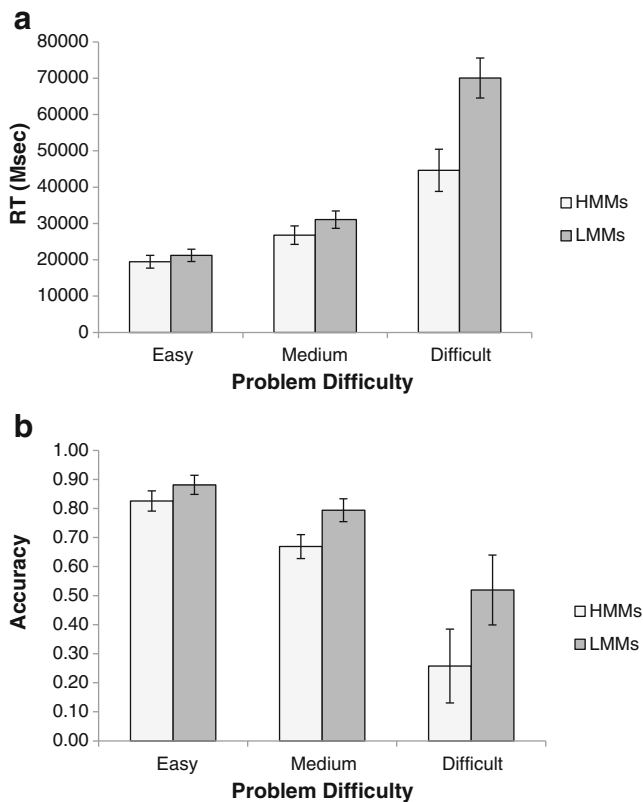 a
80000
70000
60000
50000
40000
30000
20000
10000
0
RT (Msec)
Easy Medium Difficult
Problem Difficulty
HMMs
LMMs
b
1.00
0.90
0.80
0.70
0.60
0.50
0.40
0.30
0.20
0.10
0.00
Accuracy
Easy Medium Difficult
Problem Difficulty
HMMs
LMMs